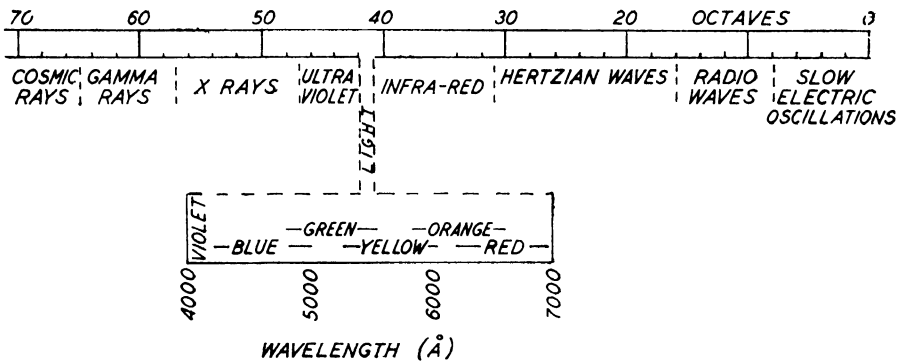 70 60 50 40 30 20 OCTAVES 0
COSMIC RAYS
GAMMA RAYS
X RAYS
ULTRA VIOLET
LIGHT
INFRA-RED
HERTZIAN WAVES
RADIO WAVES
SLOW ELECTRIC OSCILLATIONS
VIOLET
GREEN
ORANGE
BLUE
YELLOW
RED
4000 5000 6000 7000
WAVELENGTH (Å)